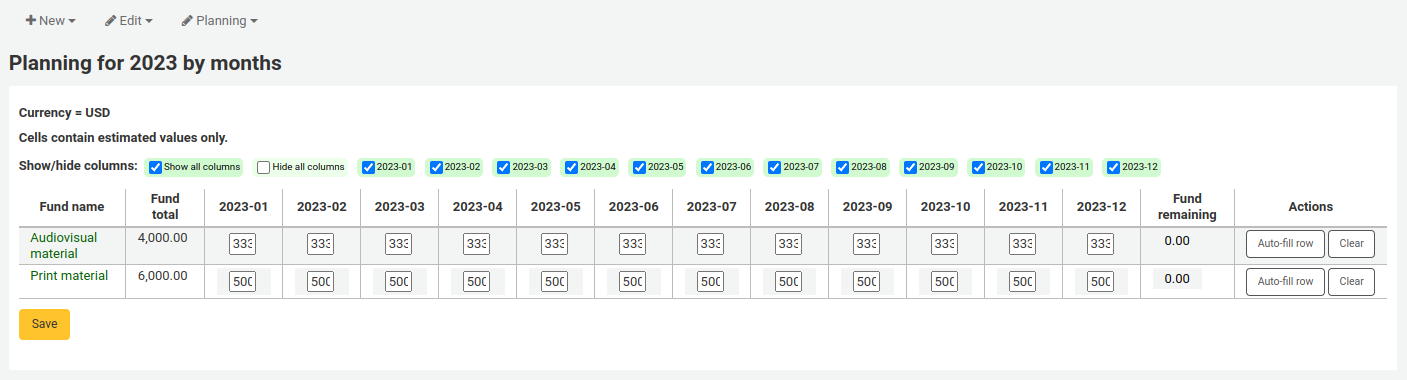 New Edit Planning
Planning for 2023 by months
Currency = USD
Cells contain estimated values only.
Show/hide columns: Show all columns Hide all columns 2023-01 2023-02 2023-03 2023-04 2023-05 2023-06 2023-07 2023-08 2023-09 2023-10 2023-11 2023-12
Fund name Fund total 2023-01 2023-02 2023-03 2023-04 2023-05 2023-06 2023-07 2023-08 2023-09 2023-10 2023-11 2023-12 Fund remaining Actions
Audiovisual material 4,000.00 333 333 333 333 333 333 333 333 333 333 333 333 0.00 Auto-fill row Clear
Print material 6,000.00 500 500 500 500 500 500 500 500 500 500 500 500 0.00 Auto-fill row Clear
Save